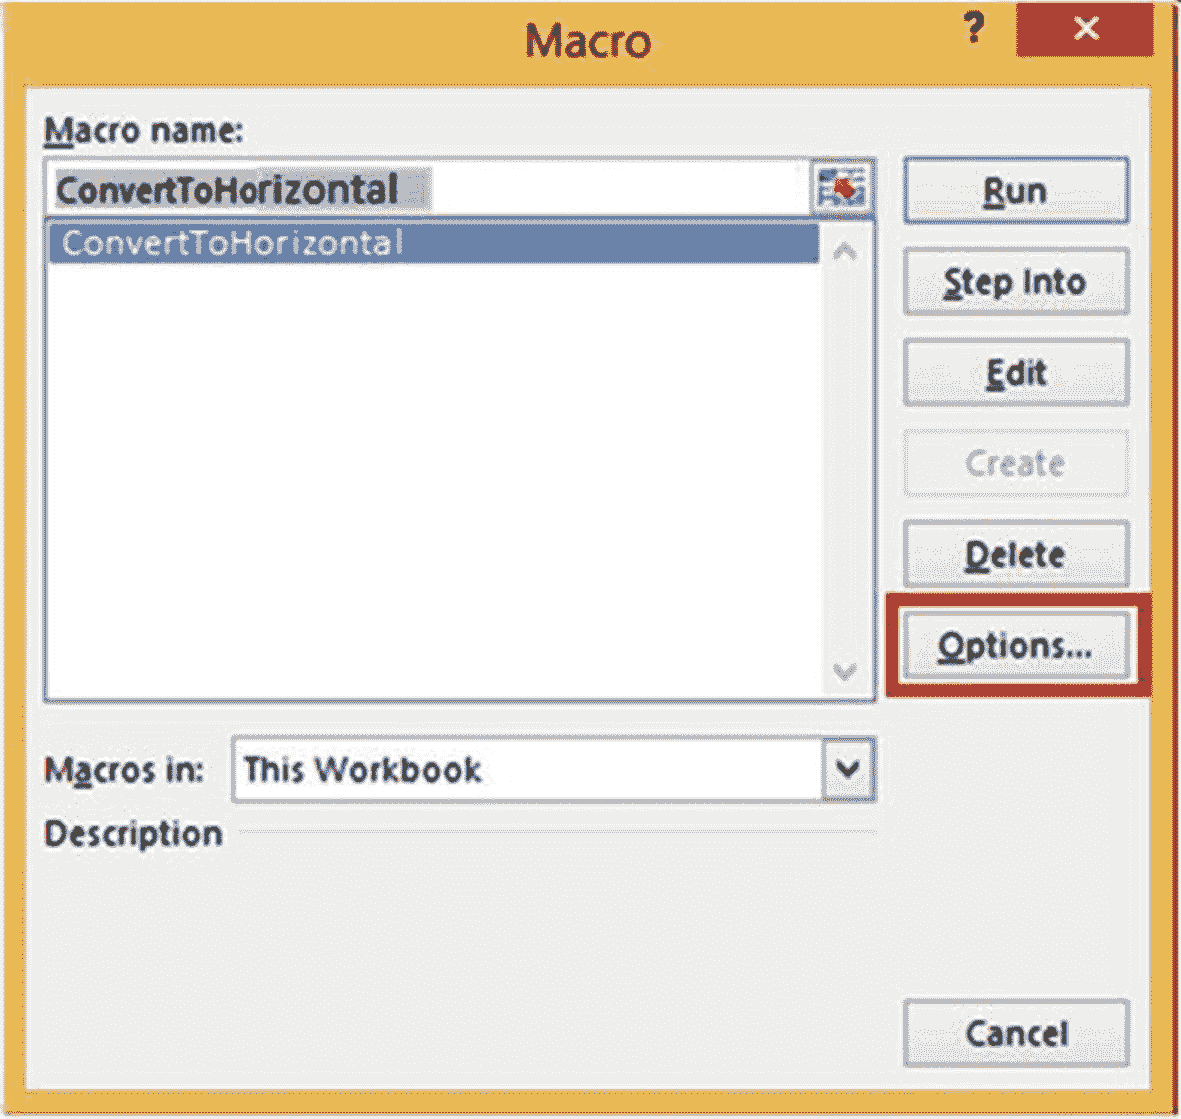 Macro
?
Macro name:
ConvertToHorizontal
ConvertToHorizontal
Run
Step Into
Edit
Create
Delete
Options...
Macros in:
This Workbook
Description
Cancel